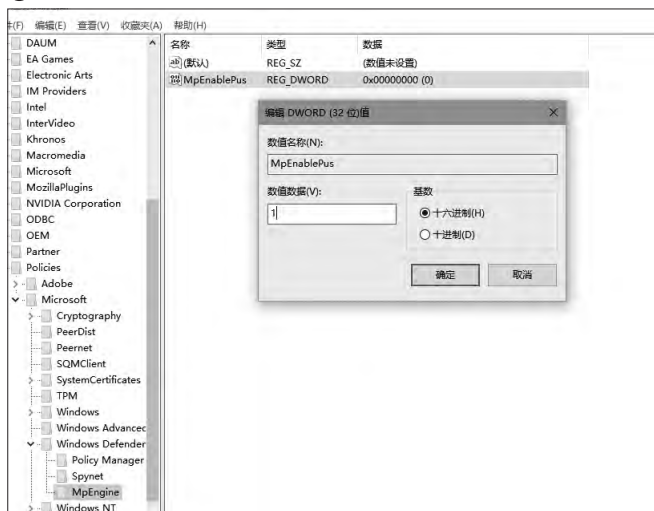 件(F) 编辑(E) 查看(V) 收藏夹(A) 帮助(H)
DAUM
EA Games
Electronic Arts
IM Providers
Intel
InterVideo
Khronos
Macromedia
Microsoft
MozillaPlugins
NVIDIA Corporation
ODBC
OEM
Partner
Policies
Adobe
Microsoft
Cryptography
PeerDist
Peernet
SQMClient
SystemCertificates
TPM
Windows
Windows Advanced
Windows Defender
Policy Manager
Spynet
MpEngine
Windows NT
名称 类型 数据
ab (默认) REG_SZ (数值未设置)
MpEnablePus REG_DWORD 0x00000000 (0)
编辑 DWORD (32 位)值
数值名称(N):
MpEnablePus
数值数据(V):
1
基数
十六进制(H)
十进制(D)
确定 取消